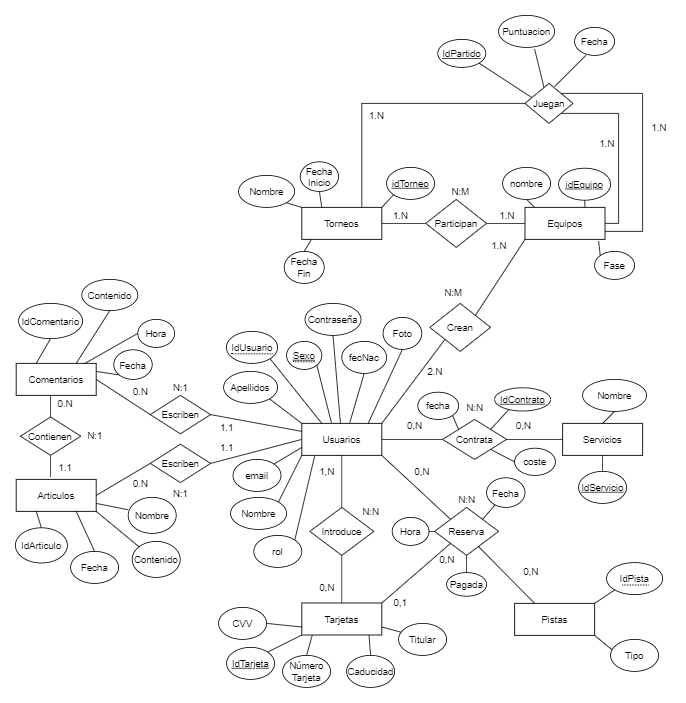 Puntuacion
Fecha
IdPartido
Juegan
1.N
1.N
1.N
Fecha
Inicio
Nombre
idTorneo
N:M
nombre
idEquipo
Torneos
1.N
Participan
1.N
Equipos
1.N
Fecha
Fin
Fase
Contenido
N:M
IdComentario
Contraseña
Hora
Foto
Crean
IdUsuario
Sexo
fecNac
Fecha
Comentarios
2.N
0.N
N:1
Apellidos
IdContrato
Nombre
0.N
fecha
N:N
Escriben
1.1
0,N
0,N
Contienen
N:1
Usuarios
Contrata
Servicios
1.1
Escriben
coste
1.1
0.N
N:1
email
1,N
0,N
IdServicio
Articulos
Fecha
Nombre
Nombre
N:N
N:N
Introduce
Hora
Reserva
IdArticulo
rol
Contenido
0,N
Fecha
0,N
0,N
Pagada
IdPista
0,1
CVV
Tarjetas
Pistas
Titular
Tipo
IdTarjeta
Número
Tarjeta
Caducidad